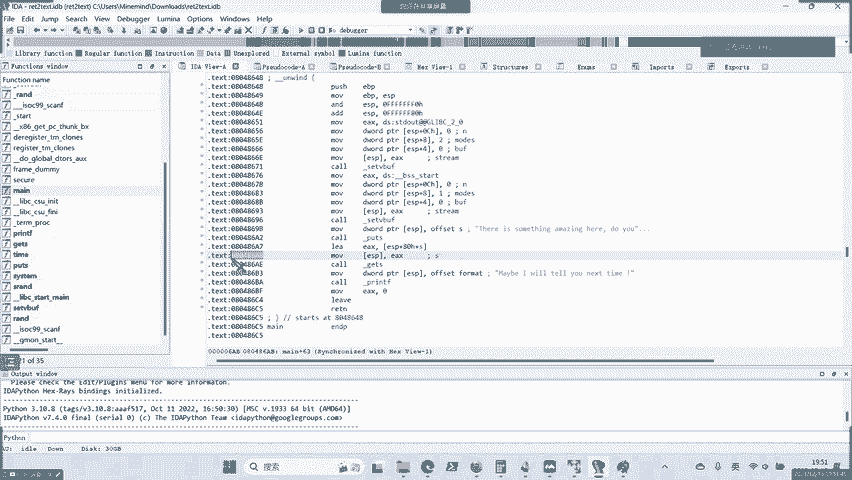 IDA - ret2text.idb (ret2text) C:\Users\Minemind\Downloads\ret2text.idb
File Edit Jump Search View Debugger Lumina Options Windows Help
No debugger
Library function Regular function Instruction Data Unexplored External symbol Lumina function
Functions window
IDA View-A Pseudocode-A Pseudocode-B Hex View-1 Structures Enums Imports Exports
Function name
_rand
___isoc99_scanf
_start
__x86_get_pc_thunk_bx
deregister_tm_clones
register_tm_clones
__do_global_dtors_aux
frame_dummy
secure
main
__libc_csu_init
__libc_csu_fini
_term_proc
printf
gets
time
puts
system
srand
__libc_start_main
setvbuf
rand
__isoc99_scanf
__gmon_start__
21 of 35
.text:08048648 ; __unwind {
.text:08048648 push ebp
.text:08048649 mov ebp, esp
.text:0804864B and esp, 0FFFFFFF0h
.text:0804864E add esp, 0FFFFFF80h
.text:08048651 mov eax, ds:stdout@@GLIBC_2_0
.text:08048656 mov dword ptr [esp+0Ch], 0 ; n
.text:0804865E mov dword ptr [esp+8], 2 ; modes
.text:08048666 mov dword ptr [esp+4], 0 ; buf
.text:0804866E mov [esp], eax ; stream
.text:08048671 call _setvbuf
.text:08048676 mov eax, ds:__bss_start
.text:0804867B mov dword ptr [esp+0Ch], 0 ; n
.text:08048683 mov dword ptr [esp+8], 1 ; modes
.text:0804868B mov dword ptr [esp+4], 0 ; buf
.text:08048693 mov [esp], eax ; stream
.text:08048696 call _setvbuf
.text:0804869B mov dword ptr [esp], offset s ; "There is something amazing here, do you"...
.text:080486A2 call _puts
.text:080486A7 lea eax, [esp+80h+s]
.text: mov [esp], eax ; s
.text:080486AE call _gets
.text:080486B3 mov dword ptr [esp], offset format ; "Maybe I will tell you next time !"
.text:080486BA call _printf
.text:080486BF mov eax, 0
.text:080486C4 leave
.text:080486C5 retn
.text:080486C5 ; } // starts at 8048648
.text:080486C5 main endp
.text:080486C5
000006AB 080486AB: main+63 (Synchronized with Hex View-1)
Output window
Please check the Edit/Plugins menu for more informaton.
IDAPython Hex-Rays bindings initialized.
Python 3.10.8 (tags/v3.10.8:aaaf517, Oct 11 2022, 16:50:30) [MSC v.1933 64 bit (AMD64)]
IDAPython v7.4.0 final (serial 0) (c) The IDAPython Team <idapython@googlegroups.com>
Python
AU: idle Down Disk: 30GB
搜索
英
19:51